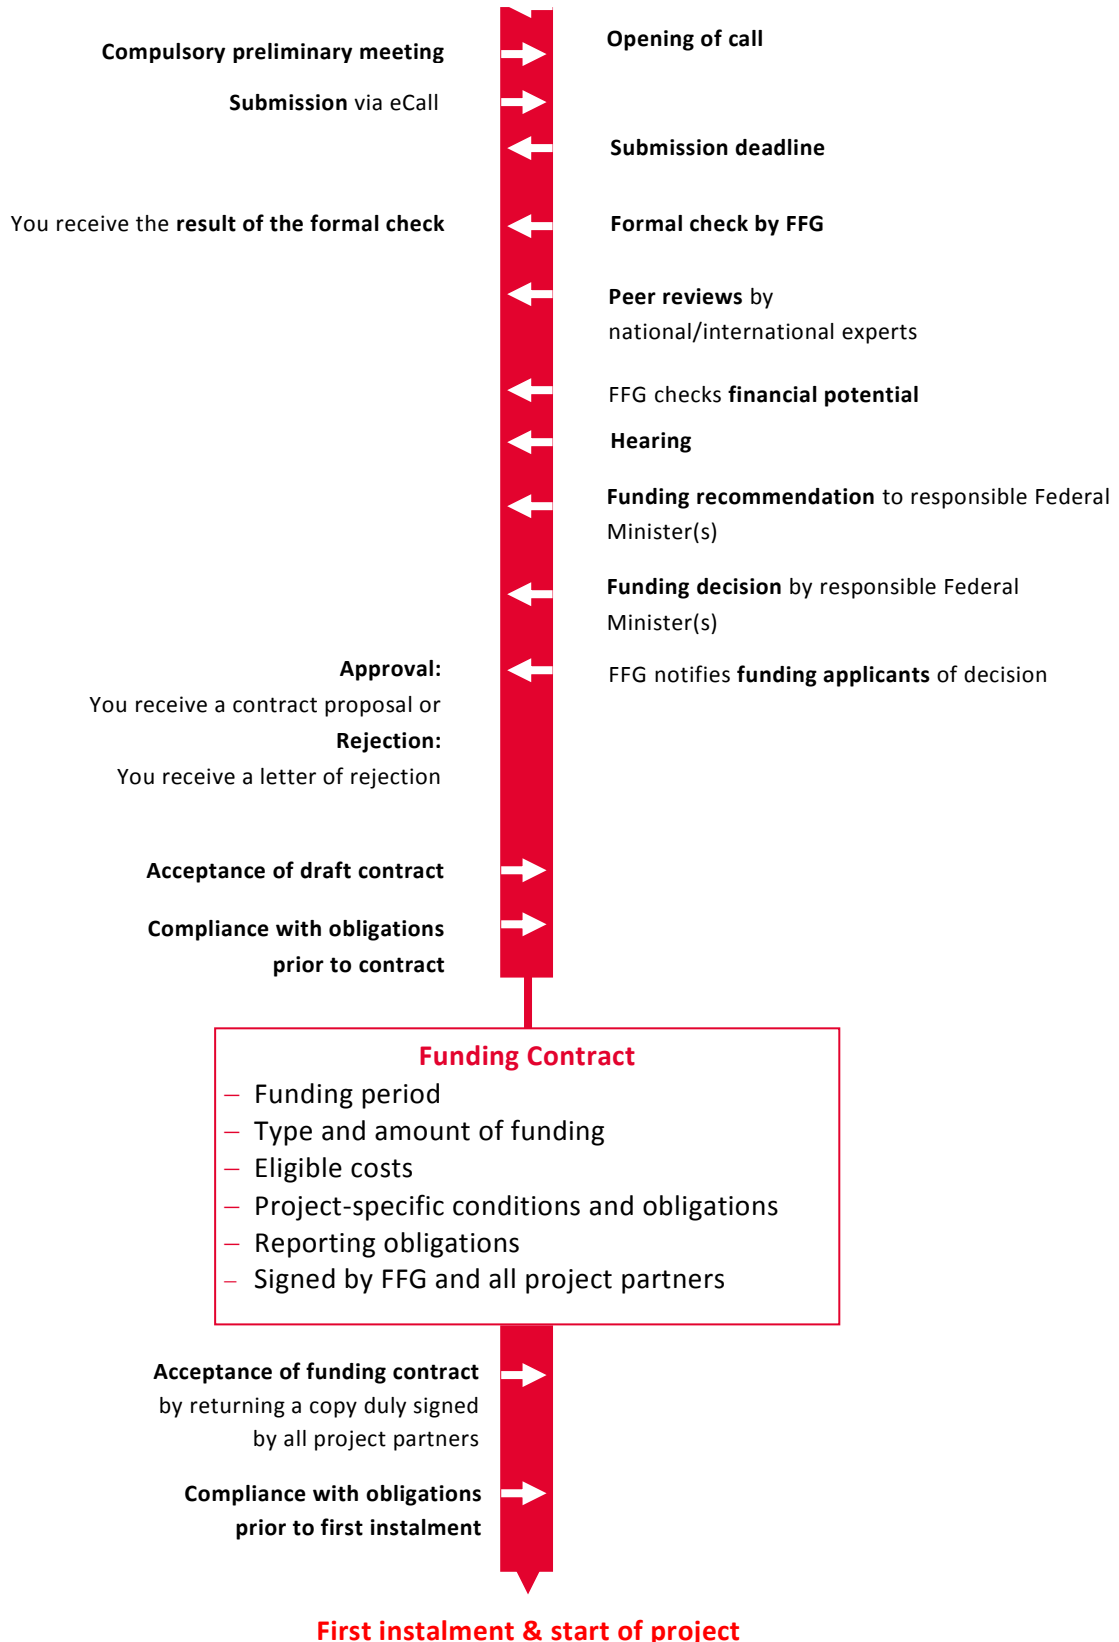 Opening of call
Compulsory preliminary meeting
Submission via eCall
Submission deadline
You receive the result of the formal check
Formal check by FFG
Peer reviews by
national/international experts
FFG checks financial potential
Hearing
Funding recommendation to responsible Federal
Minister(s)
Funding decision by responsible Federal
Minister(s)
FFG notifies funding applicants of decision
Approval:
You receive a contract proposal or
Rejection:
You receive a letter of rejection
Acceptance of draft contract
Compliance with obligations
prior to contract
Funding Contract
– Funding period
– Type and amount of funding
– Eligible costs
– Project-specific conditions and obligations
– Reporting obligations
– Signed by FFG and all project partners
Acceptance of funding contract
by returning a copy duly signed
by all project partners
Compliance with obligations
prior to first instalment
First instalment & start of project